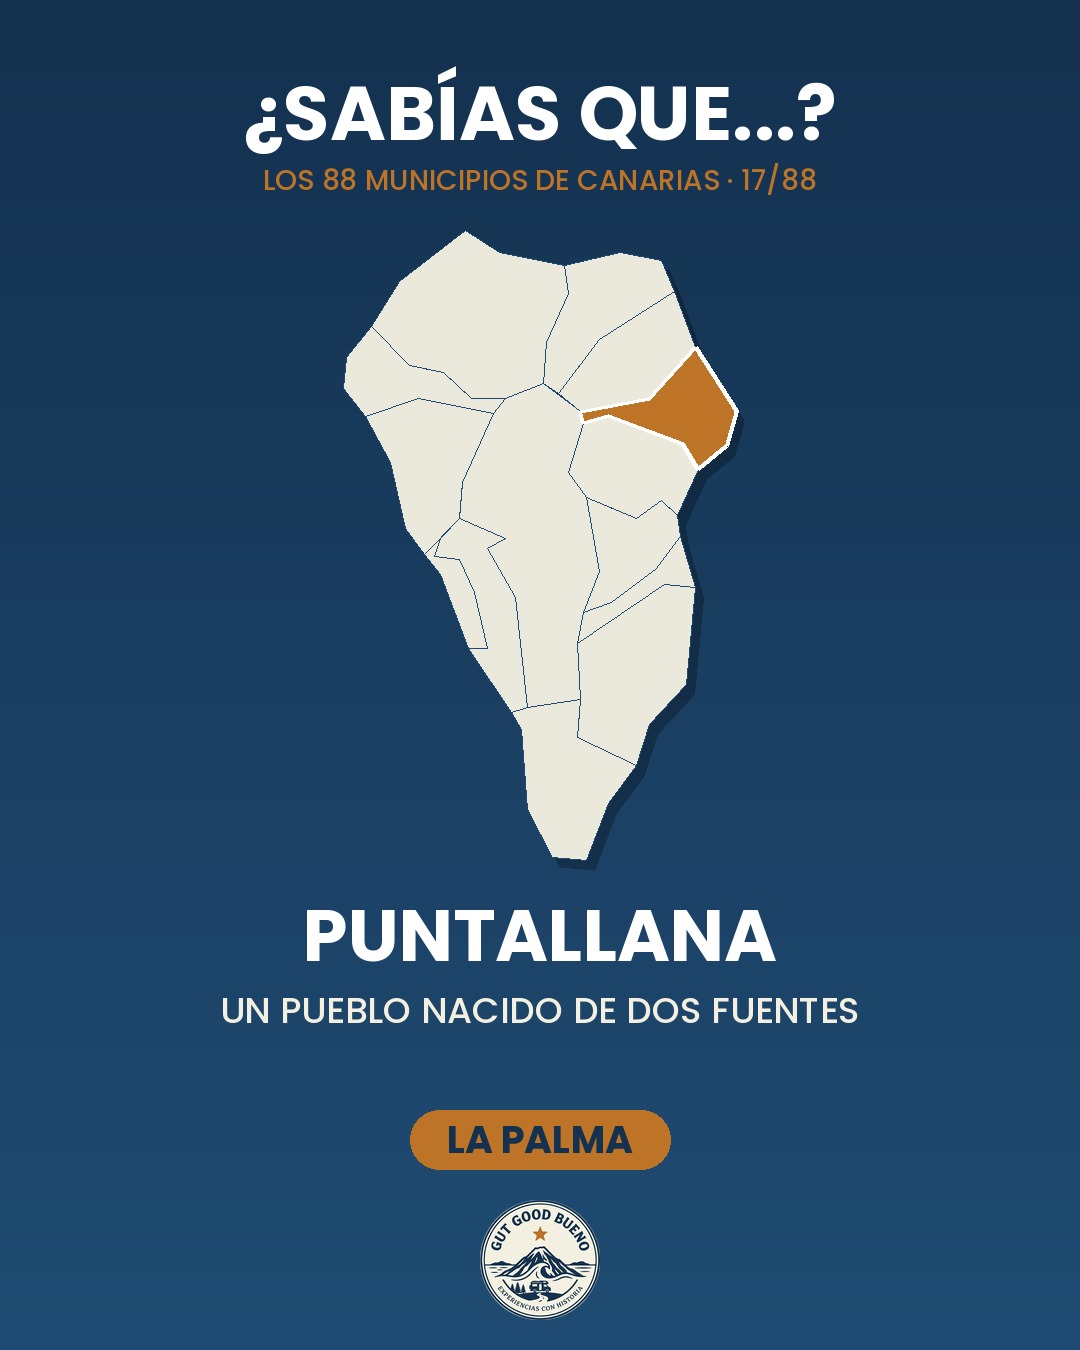 ¿SABÍAS QUE...?
LOS 88 MUNICIPIOS DE CANARIAS · 17/88
PUNTALLANA
UN PUEBLO NACIDO DE DOS FUENTES
LA PALMA
GUT GOOD BUENO
EXPERIENCIAS CON HISTORIA